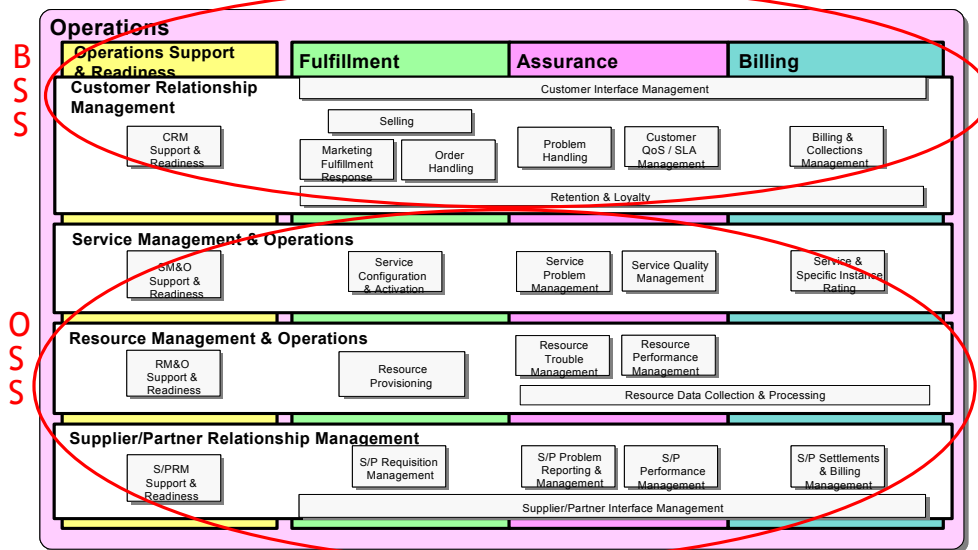 Operations
B
S
S
Operations Support
& Readiness
Fulfillment
Assurance
Billing
Customer Relationship
Management
Customer Interface Management
Selling
CRM
Support &
Readiness
Marketing
Fulfillment
Response
Order
Handling
Problem
Handling
Customer
QoS / SLA
Management
Billing &
Collections
Management
Retention & Loyalty
Service Management & Operations
SM&O
Support &
Readiness
Service
Configuration
& Activation
Service
Problem
Management
Service Quality
Management
Service &
Specific Instance
Rating
O
S
S
Resource Management & Operations
RM&O
Support &
Readiness
Resource
Provisioning
Resource
Trouble
Management
Resource
Performance
Management
Resource Data Collection & Processing
Supplier/Partner Relationship Management
S/PRM
Support &
Readiness
S/P Requisition
Management
S/P Problem
Reporting &
Management
S/P
Performance
Management
S/P Settlements
& Billing
Management
Supplier/Partner Interface Management